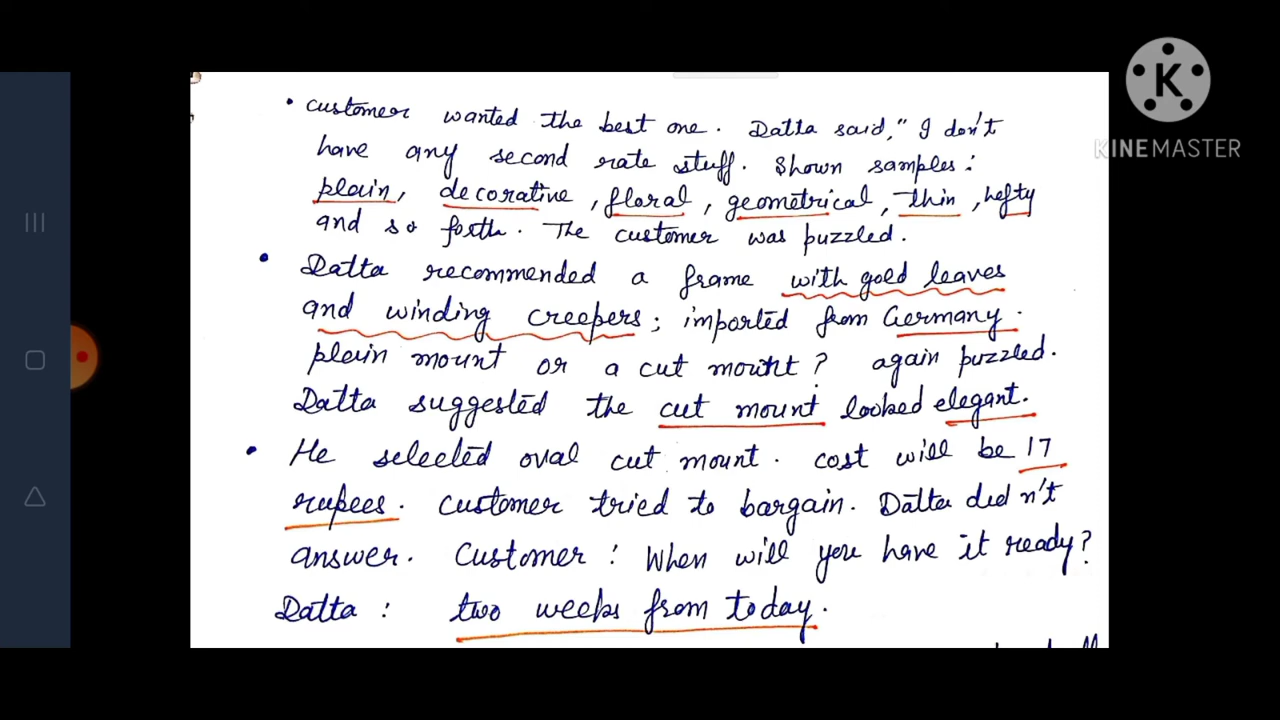 • customer wanted the best one. Datta said, "I don't
have any second rate stuff. Shown samples:
plain, decorative, floral, geometrical, thin, hefty
and so forth. The customer was puzzled.
• Datta recommended a frame with gold leaves
and winding creepers; imported from Germany.
plain mount or a cut mount? again puzzled.
Datta suggested the cut mount looked elegant.
• He selected oval cut mount. cost will be 17
rupees. Customer tried to bargain. Datta did n't
answer. Customer: When will you have it ready?
Datta: two weeks from today.
K
KINEMASTER